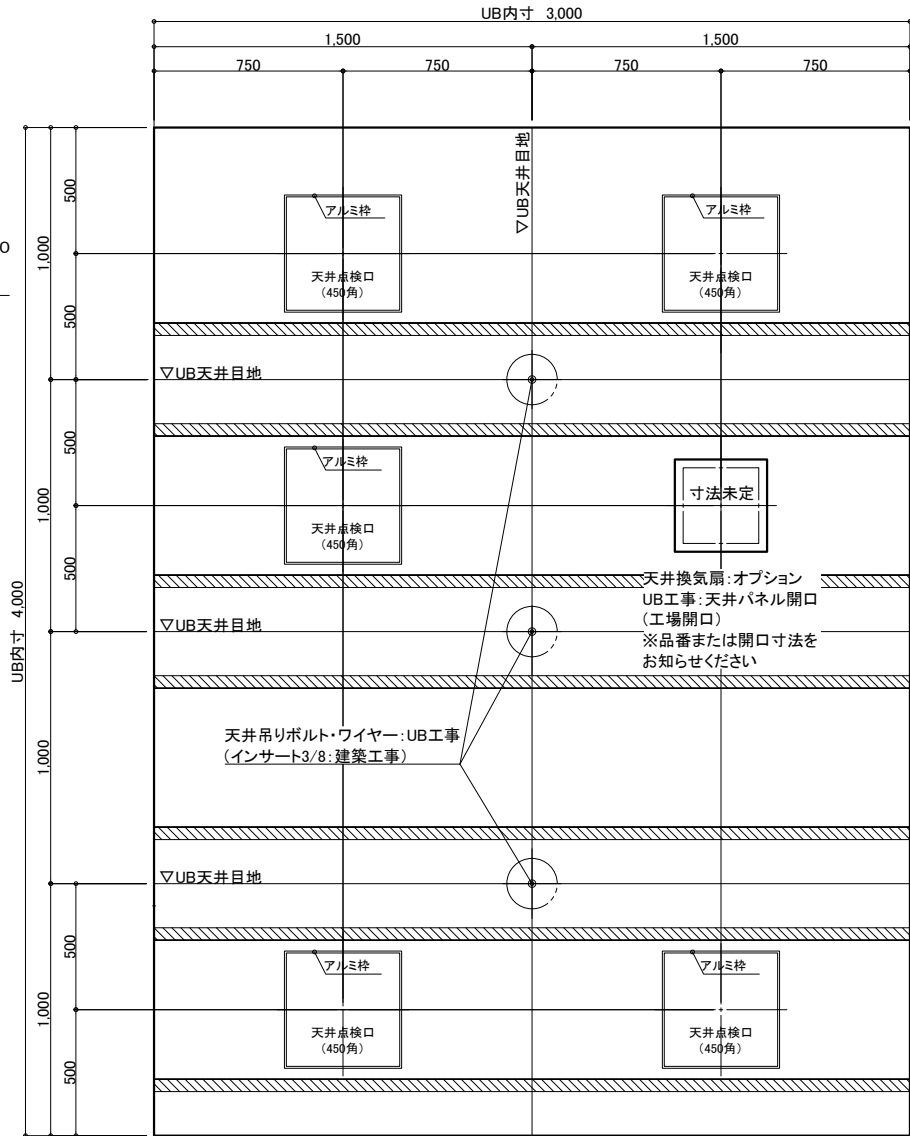 UB内寸 3,000
1,500
1,500
750
750
750
750
▽UB天井目地
500
アルミ枠
アルミ枠
1,000
天井点検口
(450角)
天井点検口
(450角)
500
▽UB天井目地
500
アルミ枠
寸法未定
1,000
天井点検口
(450角)
500
天井換気扇:オプション
UB工事:天井パネル開口
(工場開口)
※品番または開口寸法を
お知らせください
▽UB天井目地
UB内寸 4,000
天井吊りボルト・ワイヤー:UB工事
(インサート3/8:建築工事)
1,000
▽UB天井目地
500
アルミ枠
アルミ枠
1,000
天井点検口
(450角)
天井点検口
(450角)
500